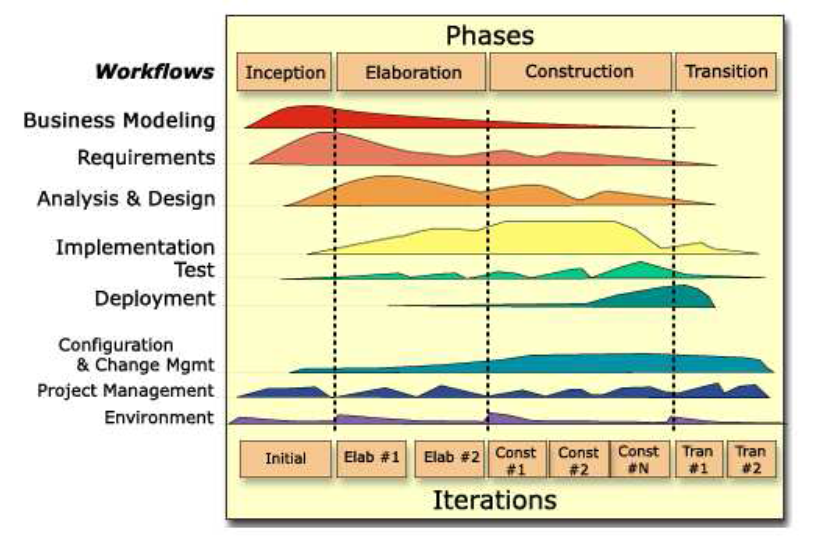 Phases
Workflows
Inception
Elaboration
Construction
Transition
Business Modeling
Requirements
Analysis & Design
Implementation
Test
Deployment
Configuration
& Change Mgmt
Project Management
Environment
Initial
Elab #1
Elab #2
Const
#1
Const
#2
Const
#N
Tran
#1
Tran
#2
Iterations